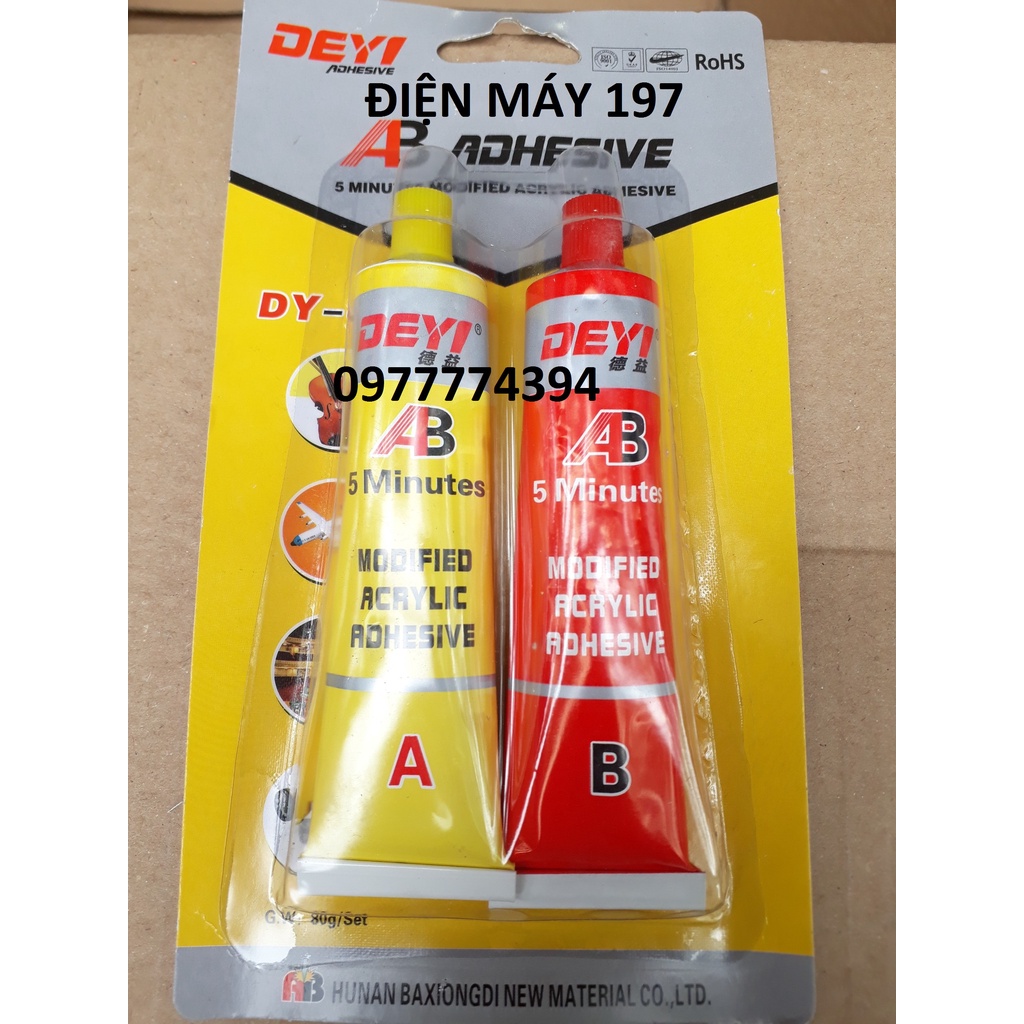 DEYI
ADHESIVE
RoHS
ĐIỆN MÁY 197
AB ADHESIVE
5 MINUTES MODIFIED ACRYLIC ADHESIVE
DY-
DEYI®
德益
DEYI
德益
0977774394
AB
5 Minutes
MODIFIED
ACRYLIC
ADHESIVE
A
AB
5 Minutes
MODIFIED
ACRYLIC
ADHESIVE
B
G.W: 80g/Set
AB HUNAN BAXIONGDI NEW MATERIAL CO.,LTD.